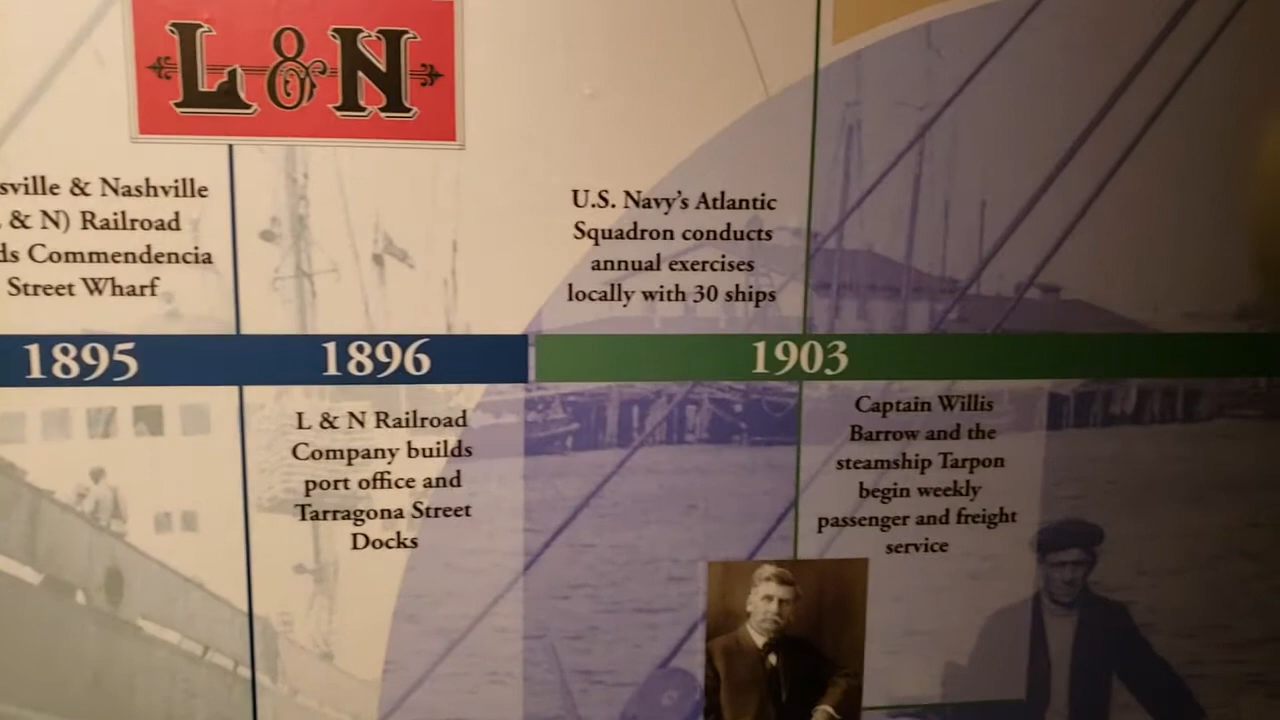 L & N
sville & Nashville
& N) Railroad
ds Commendencia
Street Wharf
U.S. Navy's Atlantic
Squadron conducts
annual exercises
locally with 30 ships
1895
1896
1903
L & N Railroad
Company builds
port office and
Tarragona Street
Docks
Captain Willis
Barrow and the
steamship Tarpon
begin weekly
passenger and freight
service